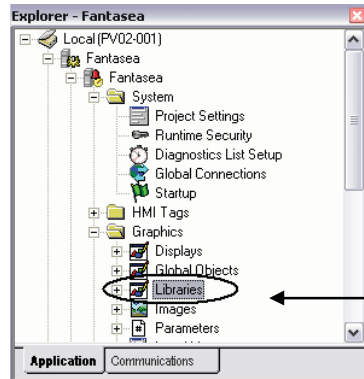 Explorer - Fantasea
Local (PV02-001)
Fantasea
Fantasea
System
Project Settings
Runtime Security
Diagnostics List Setup
Global Connections
Startup
HMI Tags
Graphics
Displays
Global Objects
Libraries
Images
Parameters
Application Communications